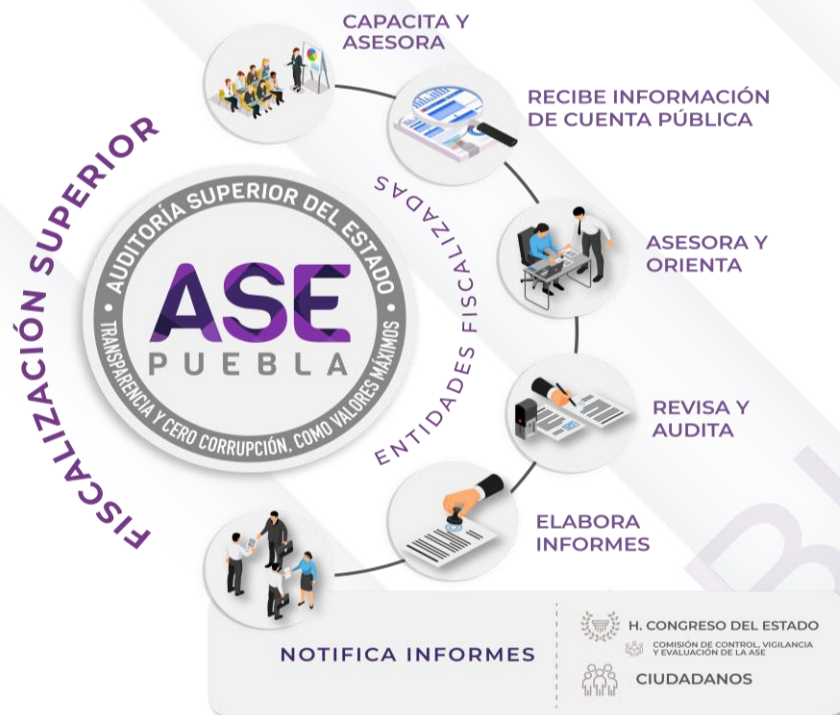 CAPACITA Y
ASESORA
RECIBE INFORMACIÓN
DE CUENTA PÚBLICA
FISCALIZACIÓN SUPERIOR
AUDITORÍA SUPERIOR DEL ESTADO
ASE
PUEBLA
TRANSPARENCIA Y CERO CORRUPCIÓN, COMO VALORES MÁXIMOS
ENTIDADES FISCALIZADAS
ASESORA Y
ORIENTA
REVISA Y
AUDITA
ELABORA
INFORMES
NOTIFICA INFORMES
H. CONGRESO DEL ESTADO
COMISIÓN DE CONTROL, VIGILANCIA
Y EVALUACIÓN DE LA ASE
CIUDADANOS